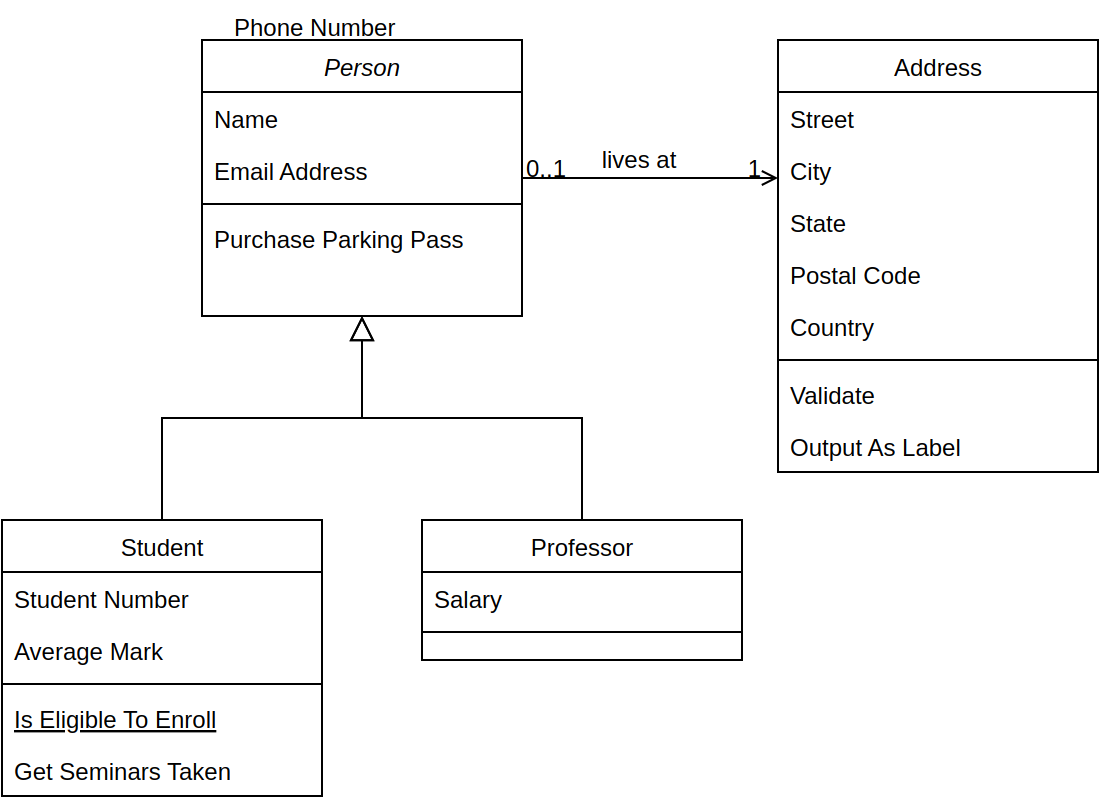 Phone Number
Person
Name
Email Address
Purchase Parking Pass
0..1
lives at
1
Address
Street
City
State
Postal Code
Country
Validate
Output As Label
Student
Student Number
Average Mark
Is Eligible To Enroll
Get Seminars Taken
Professor
Salary